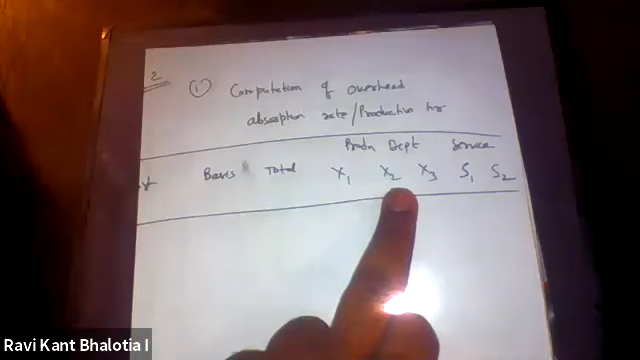 2
(i) Computation of overhead
absorption rate/Production hr
Prodn Dept Service
Basis Total X1 X2 X3 S1 S2
Ravi Kant Bhalotia I